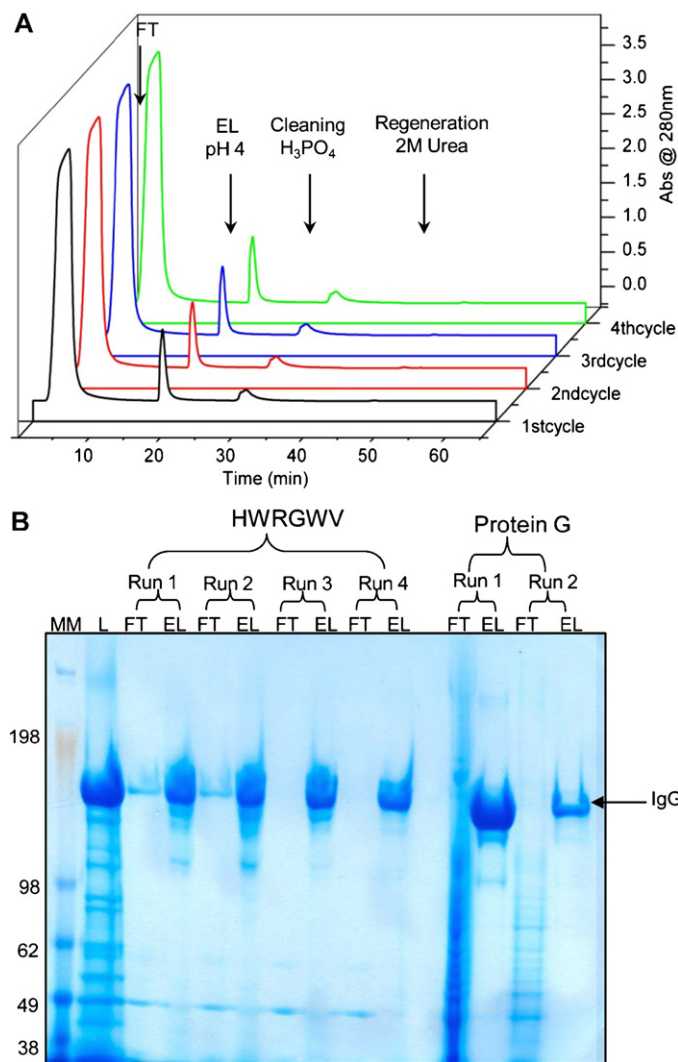 A
FT
EL
pH 4
Cleaning
H₃PO₄
Regeneration
2M Urea
3.5
3.0
2.5
2.0
1.5
1.0
0.5
0.0
Abs @ 280nm
4thcycle
3rdcycle
2ndcycle
1stcycle
10 20 30 40 50 60
Time (min)
B
HWRGWV Protein G
Run 1 Run 2 Run 3 Run 4 Run 1 Run 2
MM L FT EL FT EL FT EL FT EL FT EL FT EL
198
IgG
98
62
49
38